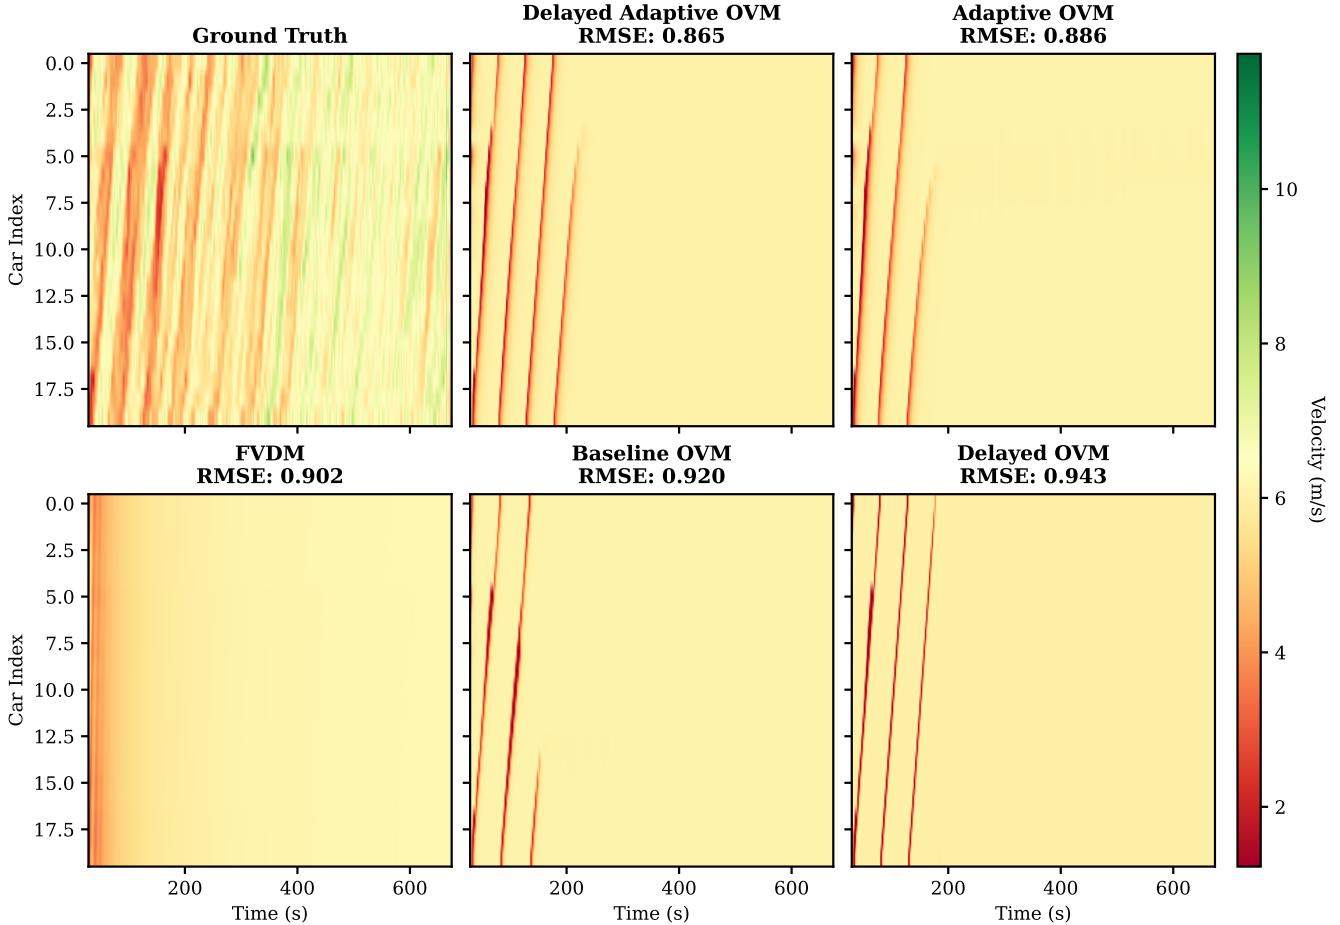 Ground Truth
Delayed Adaptive OVM
RMSE: 0.865
Adaptive OVM
RMSE: 0.886
0.0
2.5
5.0
7.5
10.0
12.5
15.0
17.5
Car Index
FVDM
RMSE: 0.902
Baseline OVM
RMSE: 0.920
Delayed OVM
RMSE: 0.943
0.0
2.5
5.0
7.5
10.0
12.5
15.0
17.5
Car Index
200 400 600
Time (s)
200 400 600
Time (s)
200 400 600
Time (s)
10
8
6
4
2
Velocity (m/s)